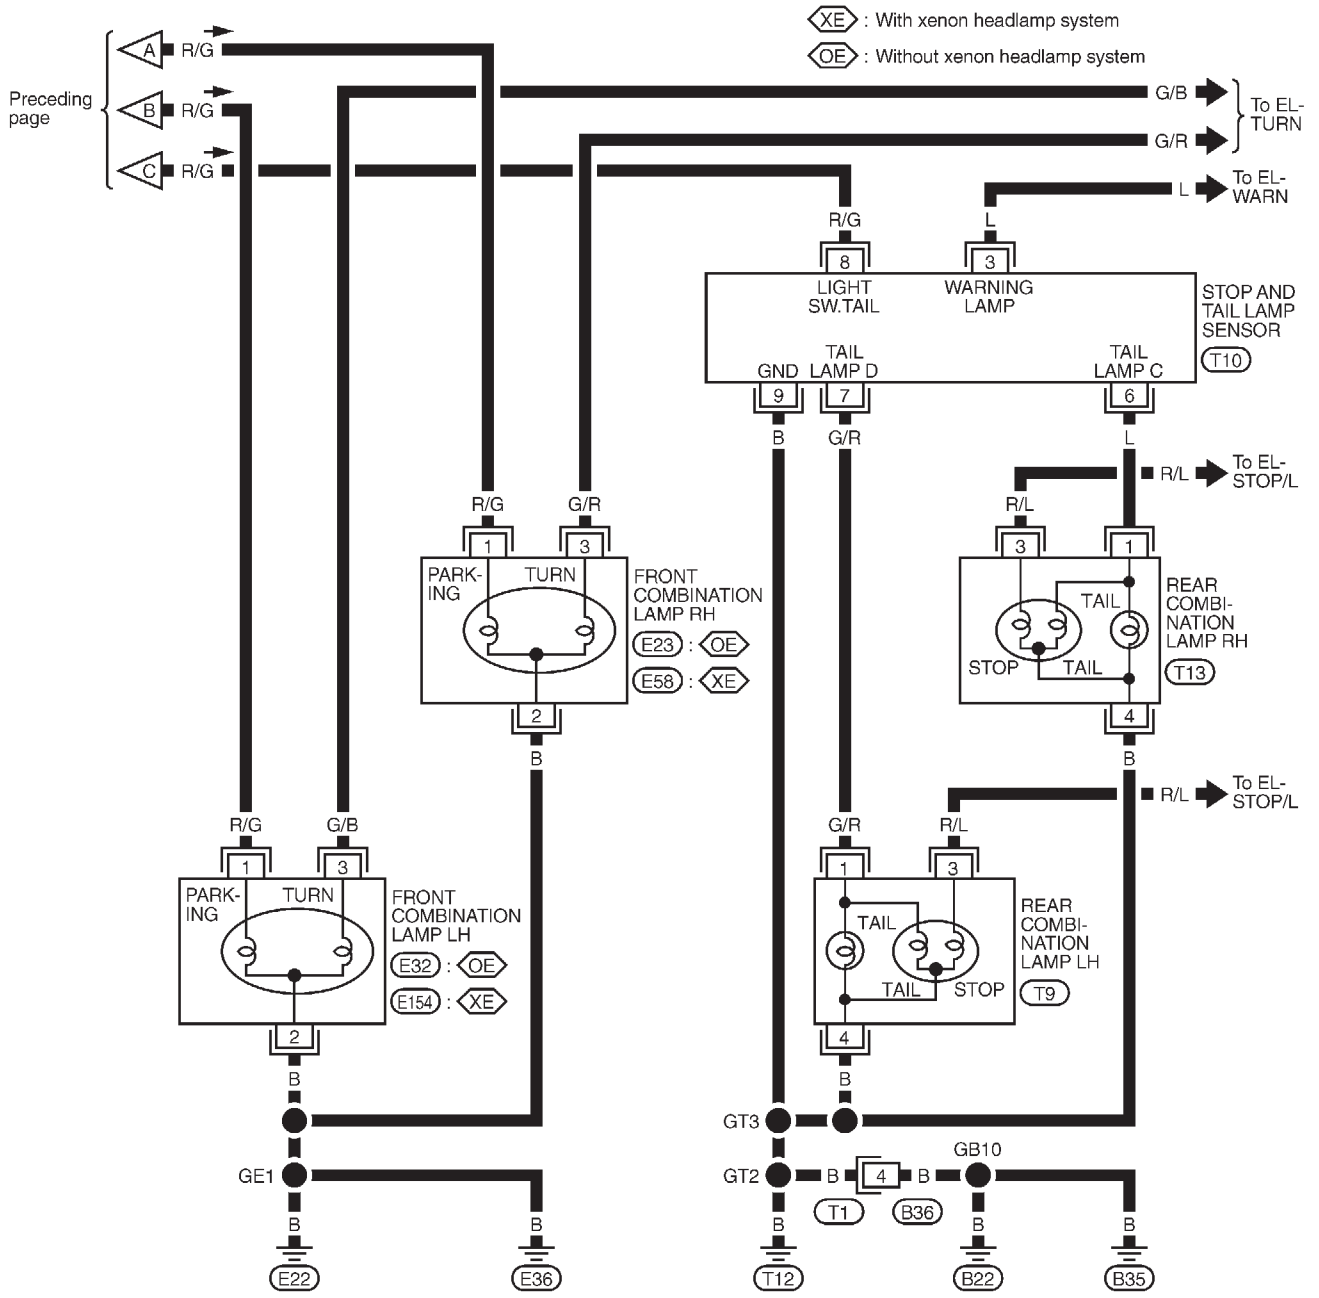 XE : With xenon headlamp system
OE : Without xenon headlamp system
Preceding
page
A R/G
B R/G
C R/G
G/B
G/R
To EL-
TURN
L
To EL-
WARN
R/G
L
8
3
LIGHT
SW.TAIL
WARNING
LAMP
STOP AND
TAIL LAMP
SENSOR
T10
GND
TAIL
LAMP D
TAIL
LAMP C
9
7
6
B
G/R
L
R/L
To EL-
STOP/L
R/G
G/R
R/L
1
3
3
1
PARK-
ING
TURN
FRONT
COMBINATION
LAMP RH
E23 : OE
E58 : XE
TAIL
STOP
TAIL
REAR
COMBI-
NATION
LAMP RH
T13
2
4
B
B
R/L
To EL-
STOP/L
R/G
G/B
G/R
R/L
1
3
1
3
PARK-
ING
TURN
FRONT
COMBINATION
LAMP LH
E32 : OE
E154 : XE
TAIL
TAIL
STOP
REAR
COMBI-
NATION
LAMP LH
T9
2
4
B
B
GT3
GE1
GT2
B
4
B
GB10
T1
B36
B
B
B
B
B
E22
E36
T12
B22
B35